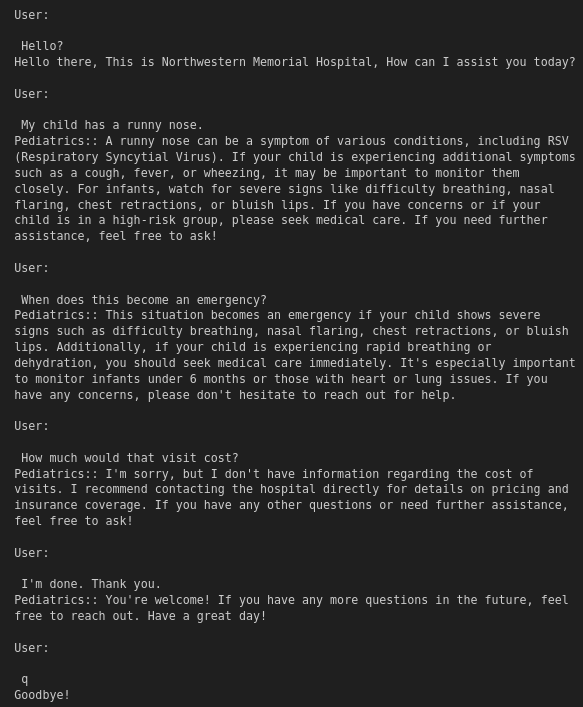 User:
Hello?
Hello there, This is Northwestern Memorial Hospital, How can I assist you today?
User:
My child has a runny nose.
Pediatrics:: A runny nose can be a symptom of various conditions, including RSV
(Respiratory Syncytial Virus). If your child is experiencing additional symptoms
such as a cough, fever, or wheezing, it may be important to monitor them
closely. For infants, watch for severe signs like difficulty breathing, nasal
flaring, chest retractions, or bluish lips. If you have concerns or if your
child is in a high-risk group, please seek medical care. If you need further
assistance, feel free to ask!
User:
When does this become an emergency?
Pediatrics:: This situation becomes an emergency if your child shows severe
signs such as difficulty breathing, nasal flaring, chest retractions, or bluish
lips. Additionally, if your child is experiencing rapid breathing or
dehydration, you should seek medical care immediately. It's especially important
to monitor infants under 6 months or those with heart or lung issues. If you
have any concerns, please don't hesitate to reach out for help.
User:
How much would that visit cost?
Pediatrics:: I'm sorry, but I don't have information regarding the cost of
visits. I recommend contacting the hospital directly for details on pricing and
insurance coverage. If you have any other questions or need further assistance,
feel free to ask!
User:
I'm done. Thank you.
Pediatrics:: You're welcome! If you have any more questions in the future, feel
free to reach out. Have a great day!
User:
q
Goodbye!